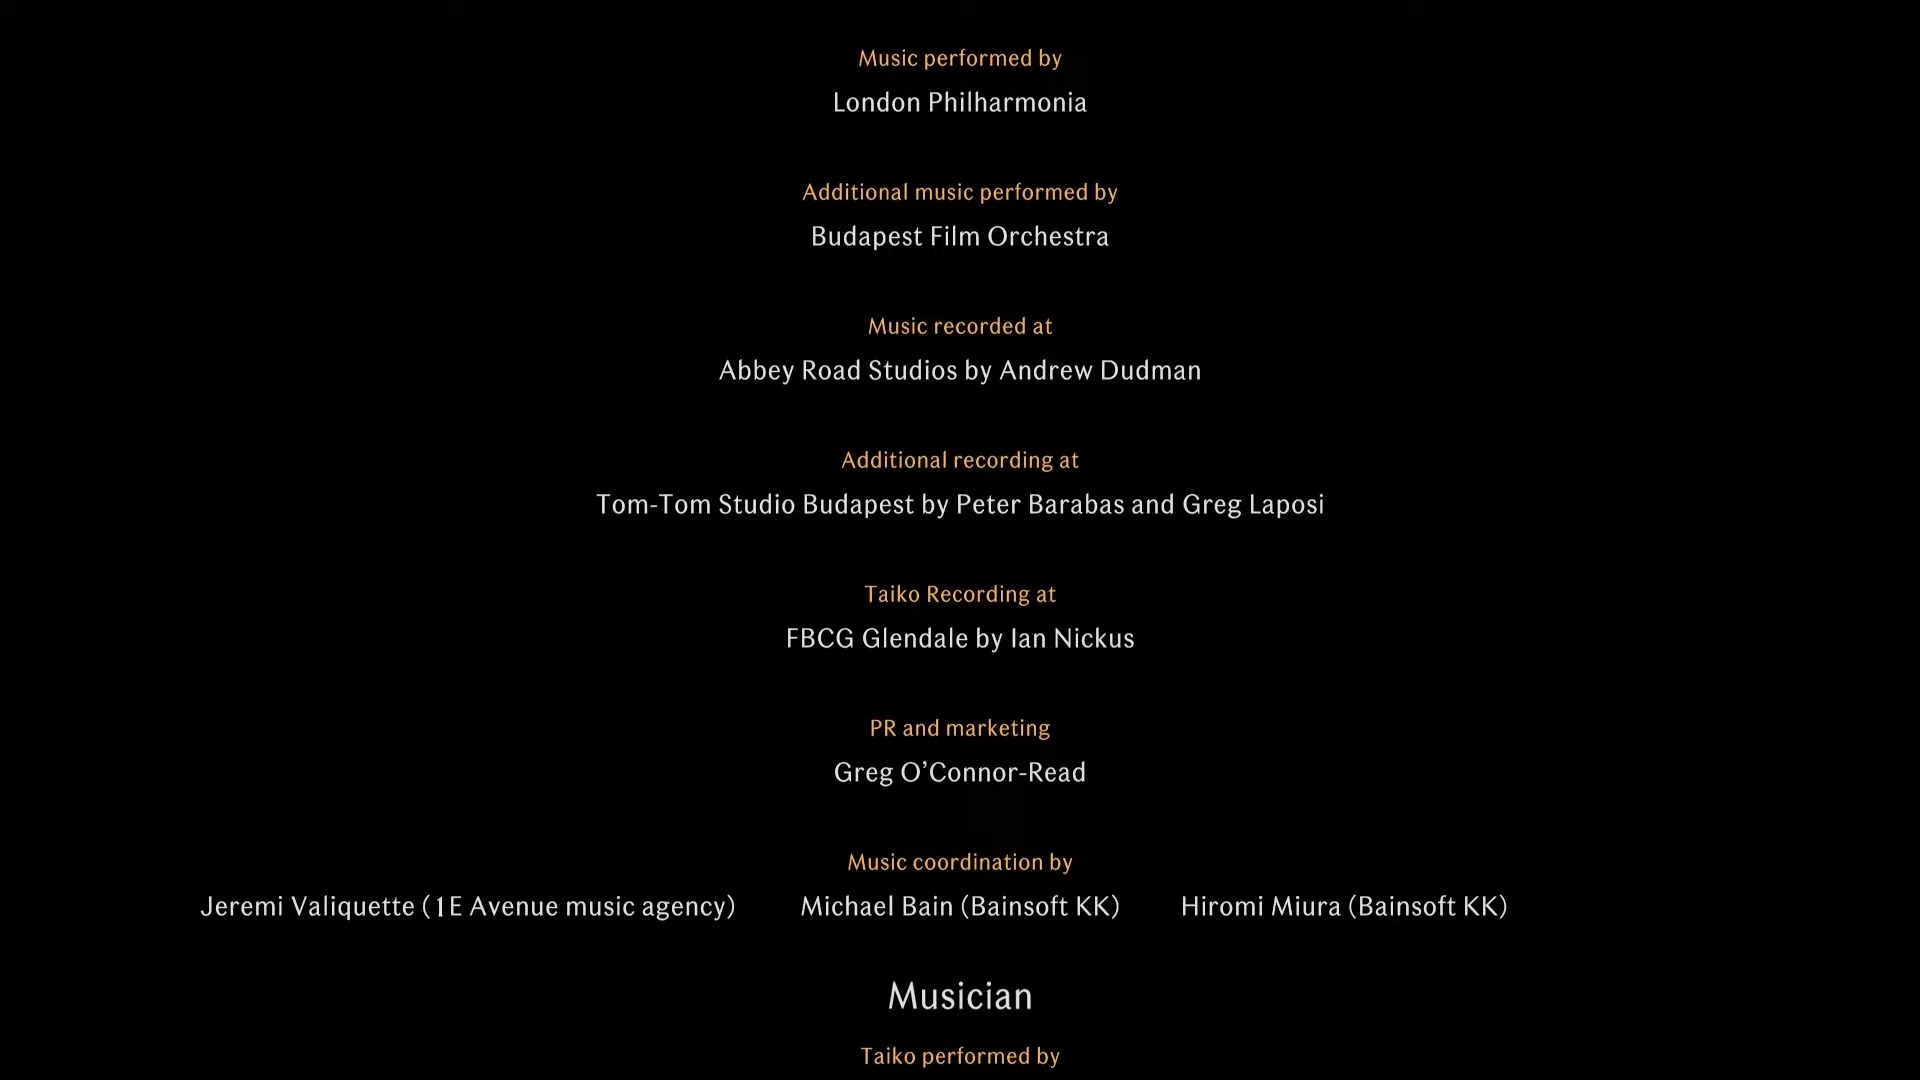 Music performed by
London Philharmonia
Additional music performed by
Budapest Film Orchestra
Music recorded at
Abbey Road Studios by Andrew Dudman
Additional recording at
Tom-Tom Studio Budapest by Peter Barabas and Greg Laposi
Taiko Recording at
FBCG Glendale by Ian Nickus
PR and marketing
Greg O’Connor-Read
Music coordination by
Jeremi Valiquette (1E Avenue music agency) Michael Bain (Bainsoft KK) Hiromi Miura (Bainsoft KK)
Musician
Taiko performed by